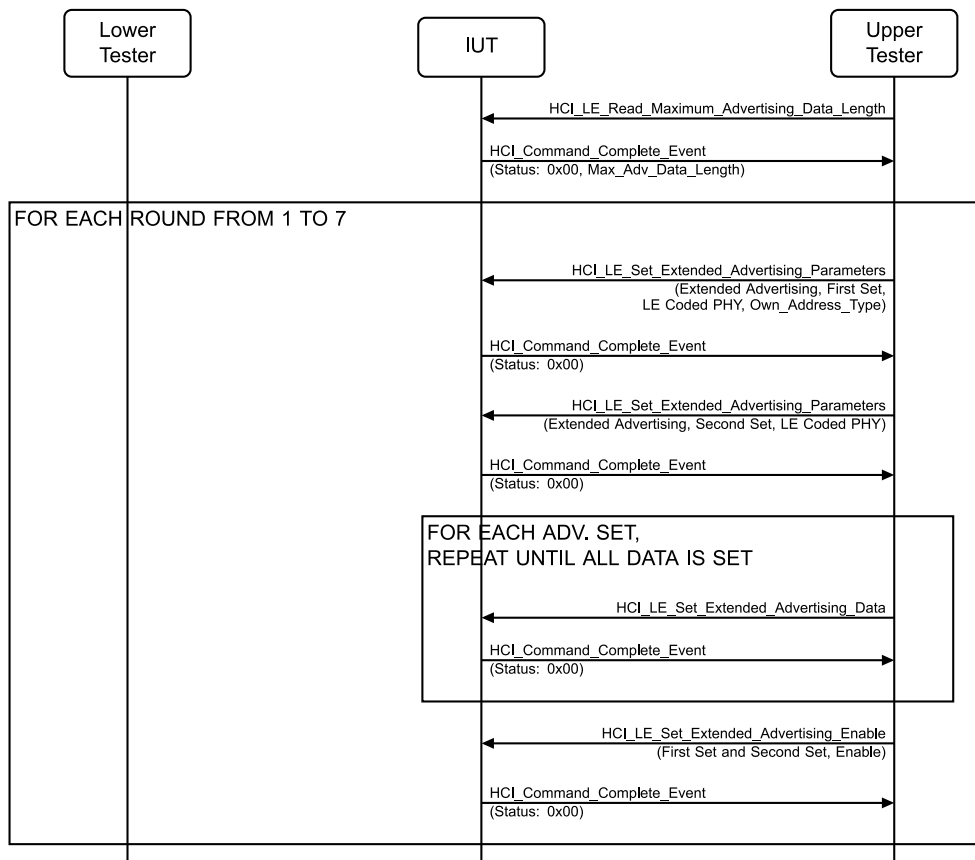 Lower
Tester
IUT
Upper
Tester
HCI_LE_Read_Maximum_Advertising_Data_Length
HCI_Command_Complete_Event
(Status: 0x00, Max_Adv_Data_Length)
FOR EACH ROUND FROM 1 TO 7
HCI_LE_Set_Extended_Advertising_Parameters
(Extended Advertising, First Set,
LE Coded PHY, Own_Address_Type)
HCI_Command_Complete_Event
(Status: 0x00)
HCI_LE_Set_Extended_Advertising_Parameters
(Extended Advertising, Second Set, LE Coded PHY)
HCI_Command_Complete_Event
(Status: 0x00)
FOR EACH ADV. SET,
REPEAT UNTIL ALL DATA IS SET
HCI_LE_Set_Extended_Advertising_Data
HCI_Command_Complete_Event
(Status: 0x00)
HCI_LE_Set_Extended_Advertising_Enable
(First Set and Second Set, Enable)
HCI_Command_Complete_Event
(Status: 0x00)